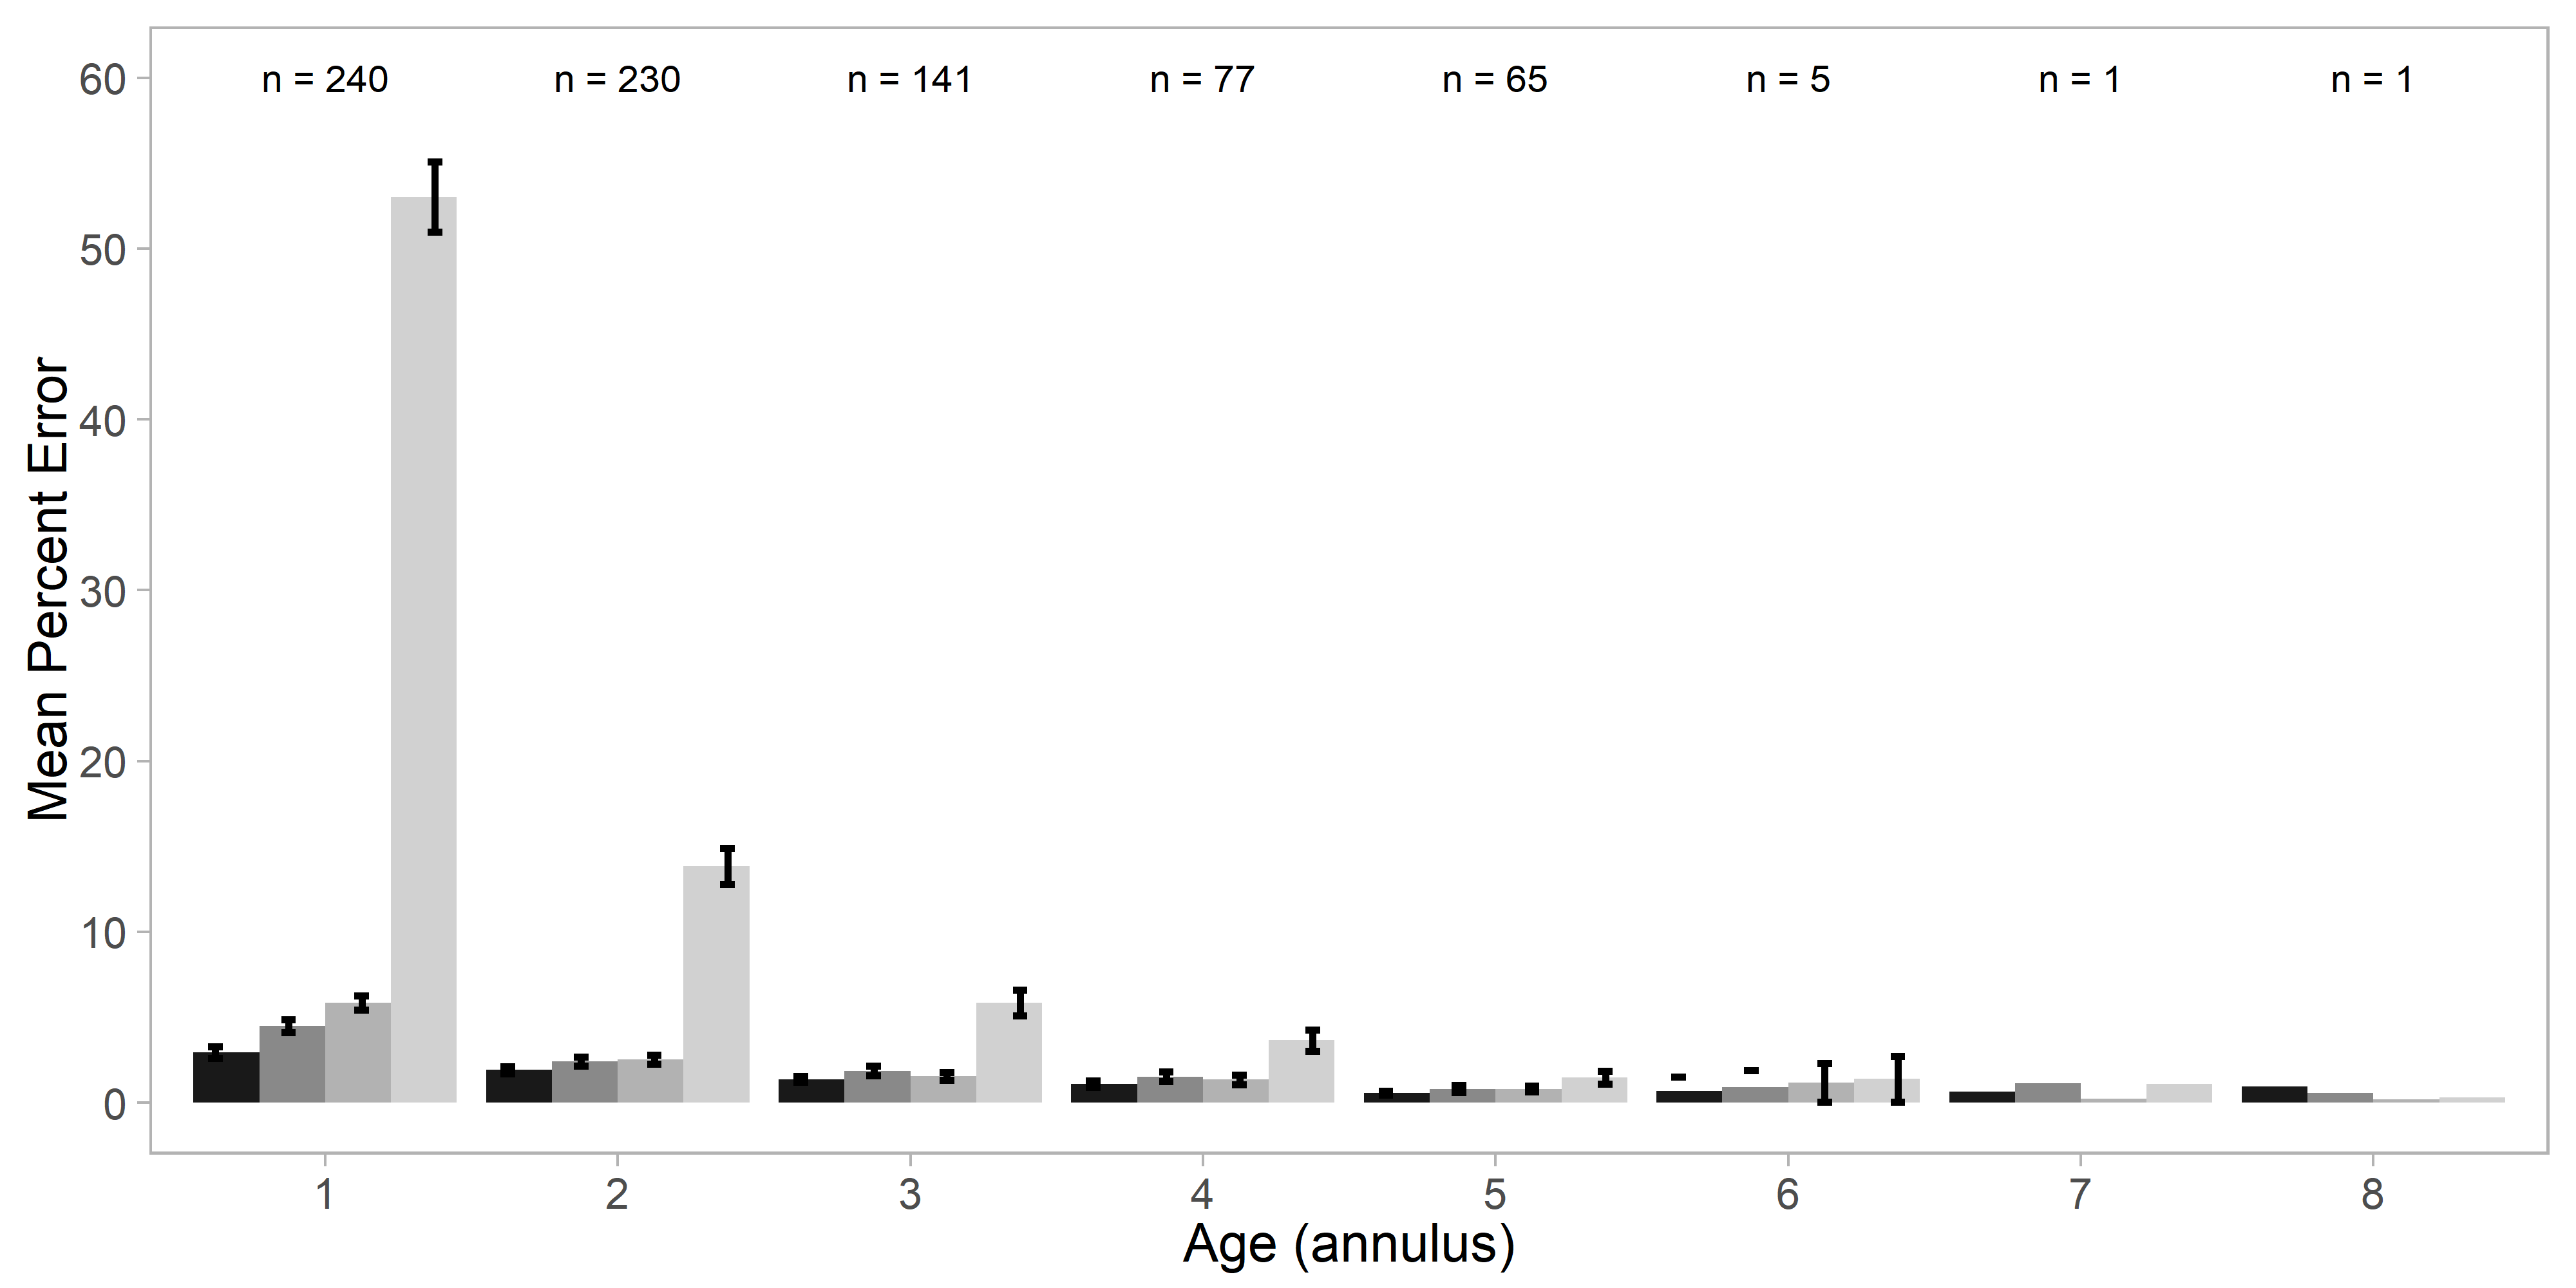 n = 240 n = 230 n = 141 n = 77 n = 65 n = 5 n = 1 n = 1
60
50
40
30
20
10
0
Mean Percent Error
1 2 3 4 5 6 7 8
Age (annulus)